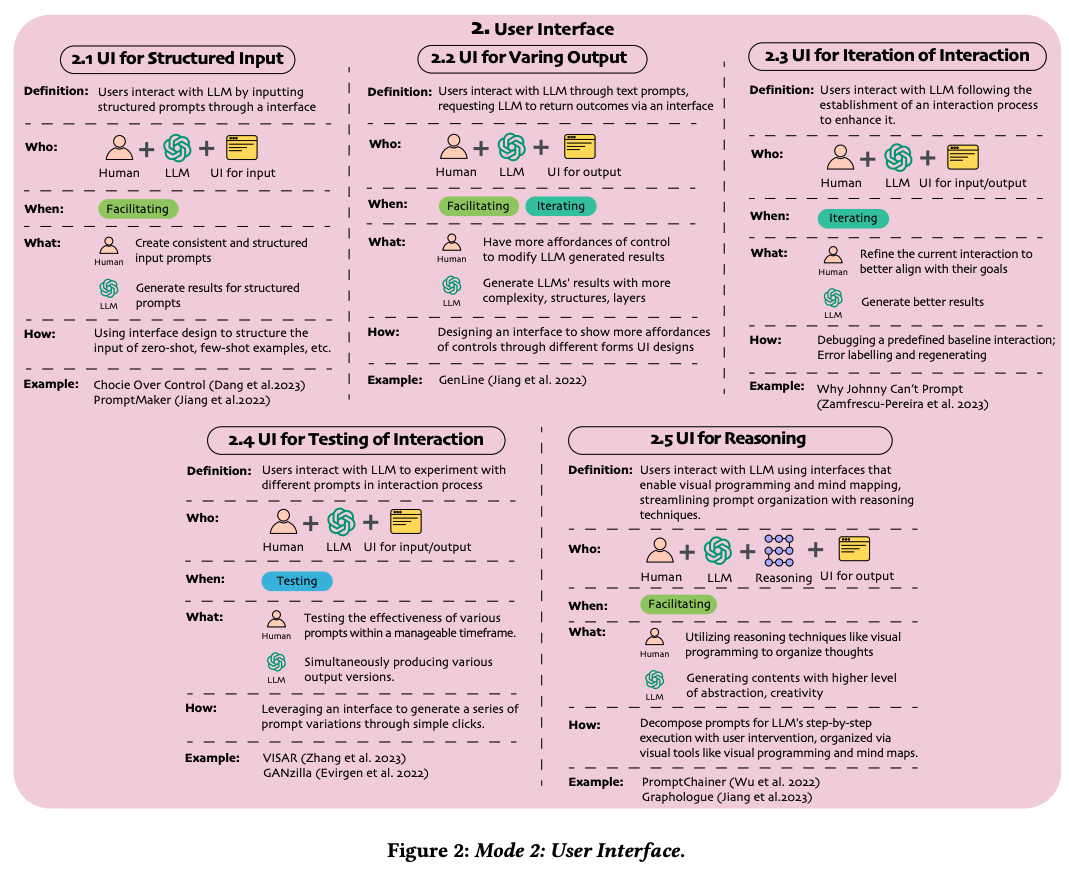 2. User Interface
2.1 UI for Structured Input
Definition: Users interact with LLM by inputting
structured prompts through a interface
Who:
Human + LLM + UI for input
When: Facilitating
What:
Human
Create consistent and structured
input prompts
LLM
Generate results for structured
prompts
How: Using interface design to structure the
input of zero-shot, few-shot examples, etc.
Example: Chocie Over Control (Dang et al.2023)
PromptMaker (Jiang et al.2022)
2.2 UI for Varing Output
Definition: Users interact with LLM through text prompts,
requesting LLM to return outcomes via an interface
Who:
Human + LLM + UI for output
When: Facilitating Iterating
What:
Human
Have more affordances of control
to modify LLM generated results
LLM
Generate LLMs' results with more
complexity, structures, layers
How: Designing an interface to show more affordances
of controls through different forms UI designs
Example: GenLine (Jiang et al. 2022)
2.3 UI for Iteration of Interaction
Definition: Users interact with LLM following the
establishment of an interaction process
to enhance it.
Who:
Human + LLM + UI for input/output
When: Iterating
What:
Human
Refine the current interaction to
better align with their goals
LLM
Generate better results
How: Debugging a predefined baseline interaction;
Error labelling and regenerating
Example: Why Johnny Can't Prompt
(Zamfrescu-Pereira et al. 2023)
2.4 UI for Testing of Interaction
Definition: Users interact with LLM to experiment with
different prompts in interaction process
Who:
Human + LLM + UI for input/output
When: Testing
What:
Human
Testing the effectiveness of various
prompts within a manageable timeframe.
LLM
Simultaneously producing various
output versions.
How: Leveraging an interface to generate a series of
prompt variations through simple clicks.
Example: VISAR (Zhang et al. 2023)
GANzilla (Evirgen et al. 2022)
2.5 UI for Reasoning
Definition: Users interact with LLM using interfaces that
enable visual programming and mind mapping,
streamlining prompt organization with reasoning
techniques.
Who:
Human + LLM + Reasoning + UI for output
When: Facilitating
What:
Human
Utilizing reasoning techniques like visual
programming to organize thoughts
LLM
Generating contents with higher level
of abstraction, creativity
How: Decompose prompts for LLM's step-by-step
execution with user intervention, organized via
visual tools like visual programming and mind maps.
Example: PromptChainer (Wu et al. 2022)
Graphologue (Jiang et al.2023)
Figure 2: Mode 2: User Interface.